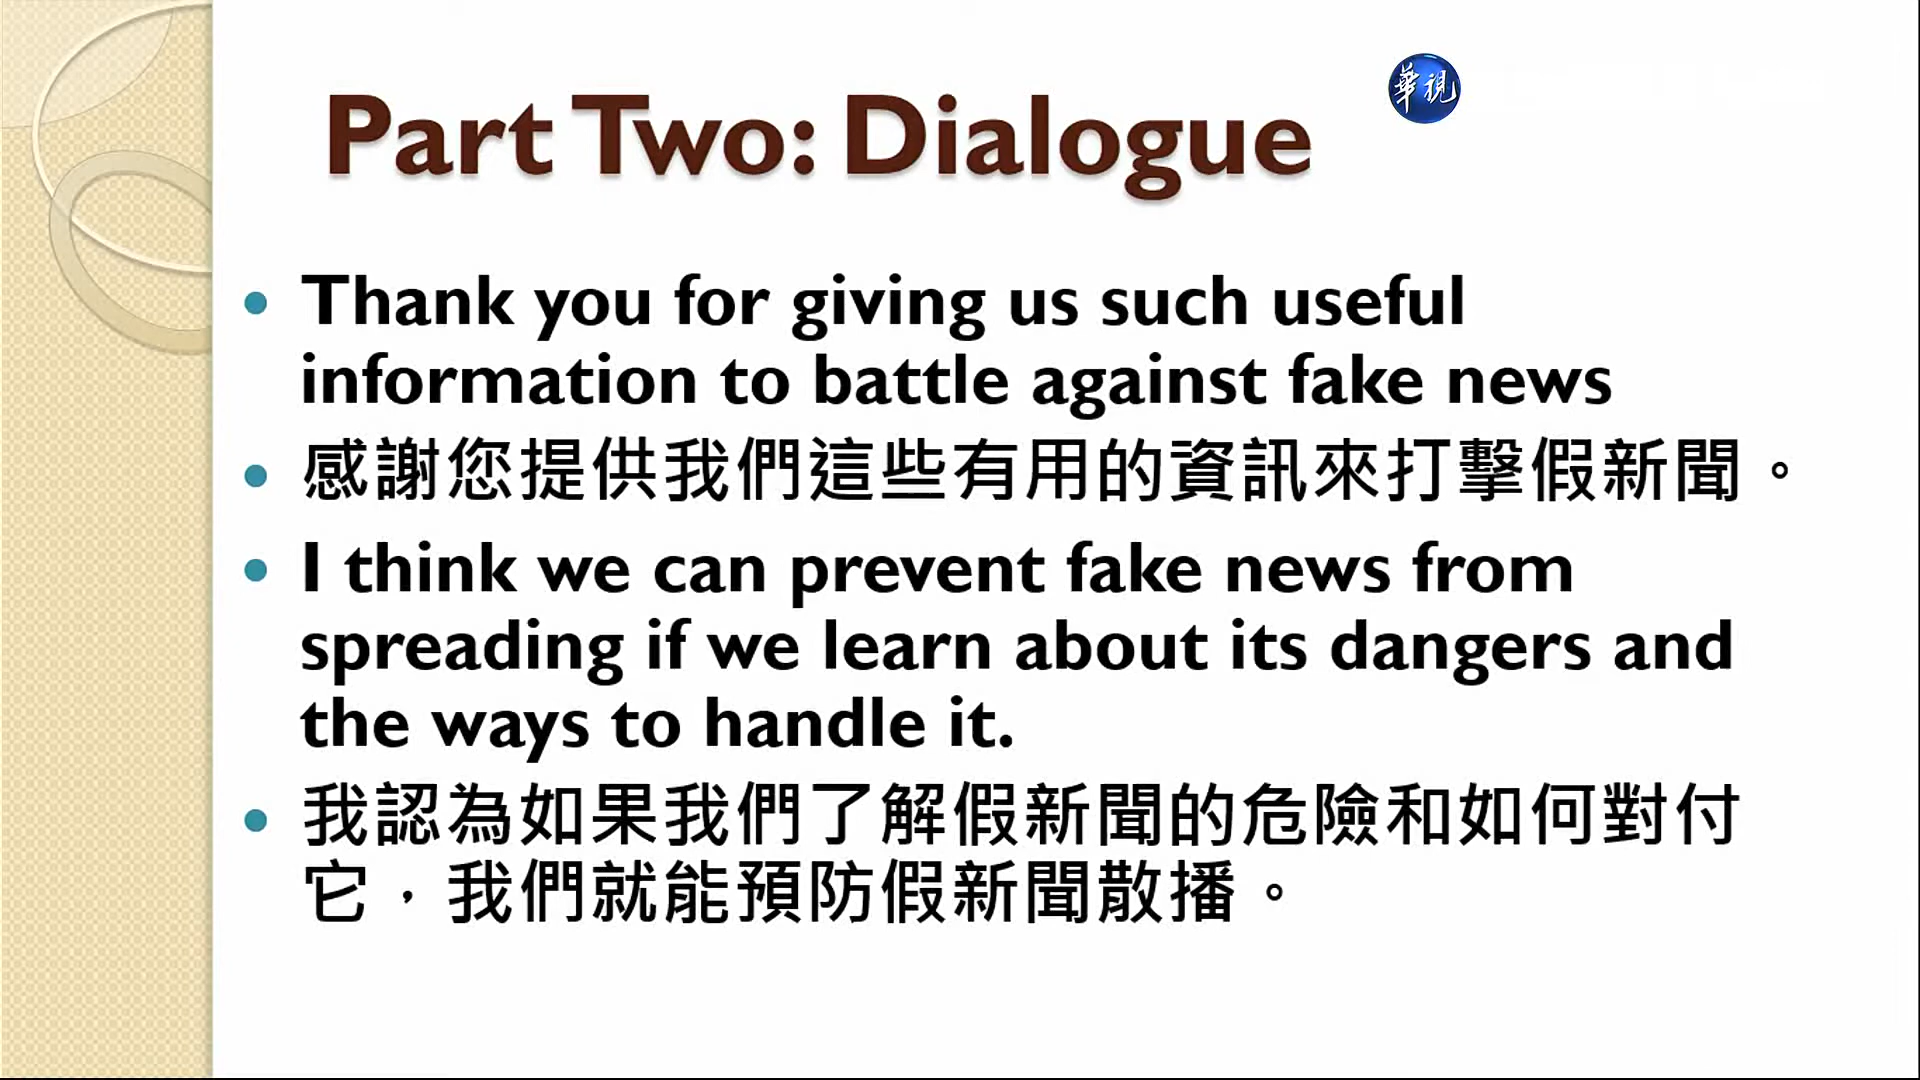 Part Two: Dialogue
華視
Thank you for giving us such useful
information to battle against fake news
感謝您提供我們這些有用的資訊來打擊假新聞。
I think we can prevent fake news from
spreading if we learn about its dangers and
the ways to handle it.
我認為如果我們了解假新聞的危險和如何對付
它，我們就能預防假新聞散播。